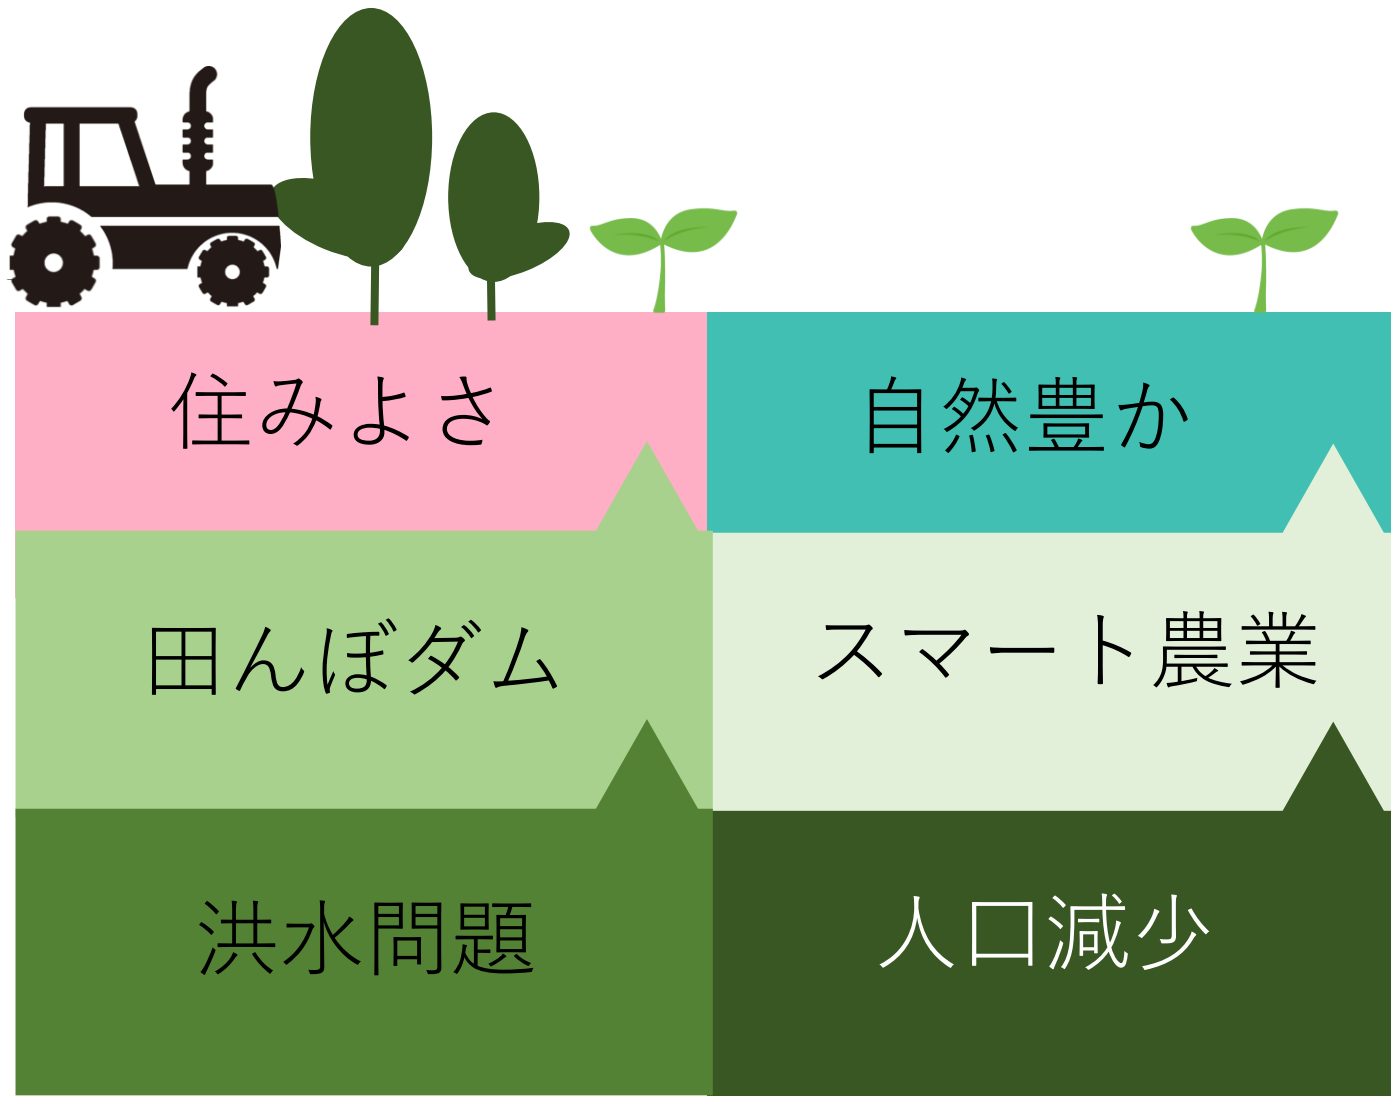 住みよさ
自然豊か
田んぼダム
スマート農業
洪水問題
人口減少